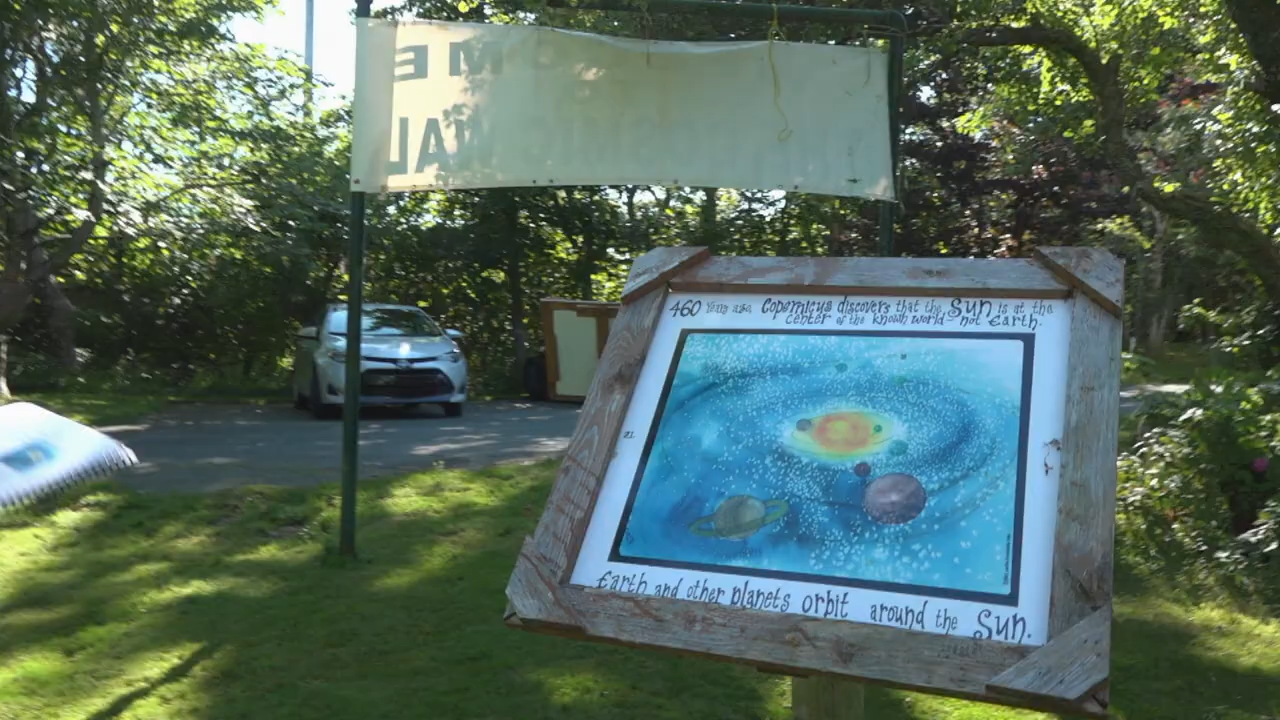 460 Years ago, Copernicus discovers that the Sun is at the
center of the known world - not Earth.
Earth and other planets orbit around the Sun.